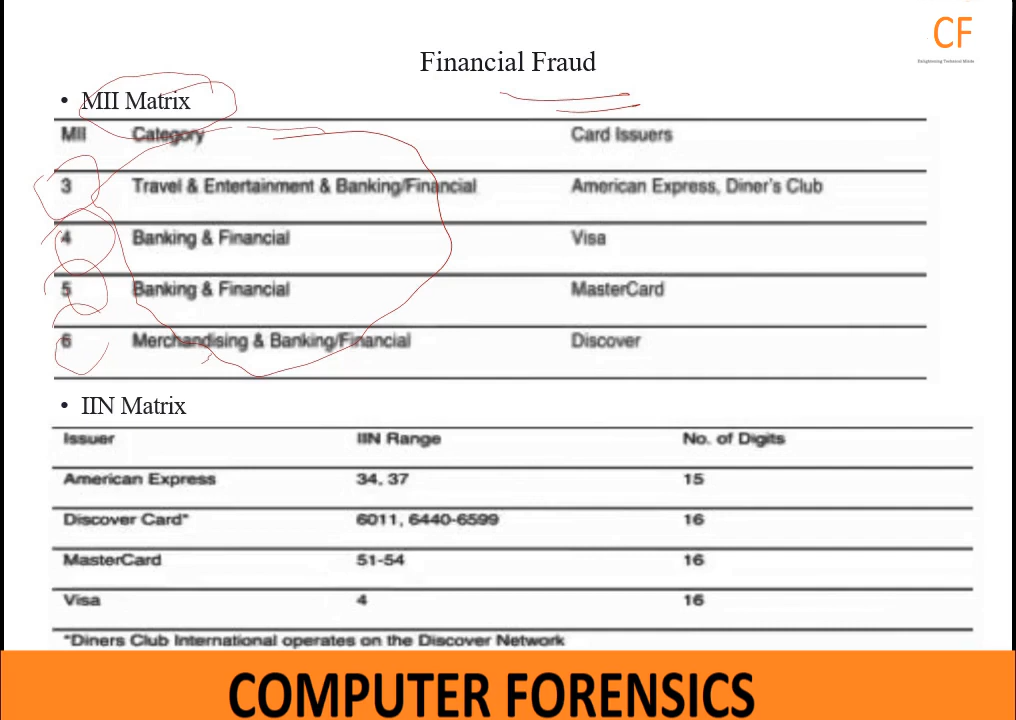 CF
Enlightening Technical Minds
Financial Fraud
• MII Matrix
MII Category Card Issuers
3 Travel & Entertainment & Banking/Financial American Express, Diner's Club
4 Banking & Financial Visa
5 Banking & Financial MasterCard
6 Merchandising & Banking/Financial Discover
• IIN Matrix
Issuer IIN Range No. of Digits
American Express 34, 37 15
Discover Card* 6011, 6440-6599 16
MasterCard 51-54 16
Visa 4 16
*Diners Club International operates on the Discover Network
COMPUTER FORENSICS